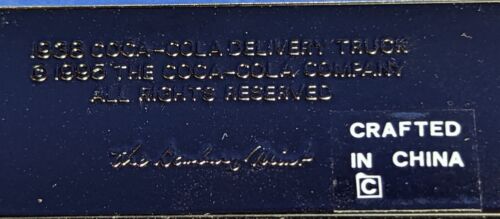 1938 COCA-COLA DELIVERY TRUCK
© 1995 THE COCA-COLA COMPANY
ALL RIGHTS RESERVED
The Danbury Mint
CRAFTED
IN CHINA
C